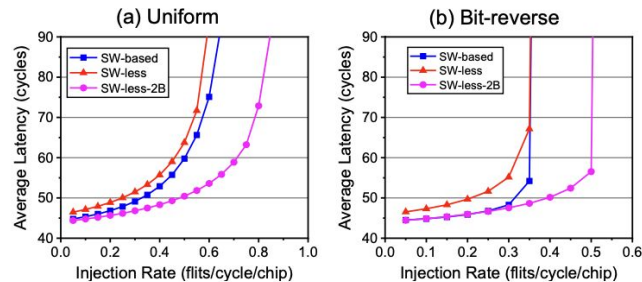 (a) Uniform
90
80
70
60
50
40
0.0 0.2 0.4 0.6 0.8 1.0
Average Latency (cycles)
Injection Rate (flits/cycle/chip)
SW-based
SW-less
SW-less-2B
(b) Bit-reverse
90
80
70
60
50
40
0.0 0.1 0.2 0.3 0.4 0.5 0.6
Average Latency (cycles)
Injection Rate (flits/cycle/chip)
SW-based
SW-less
SW-less-2B